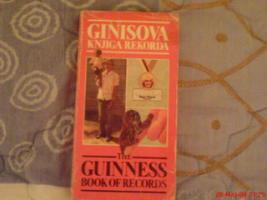 GINISOVA
KNJIGA REKORDA
THE
GUINNESS
BOOK OF RECORDS